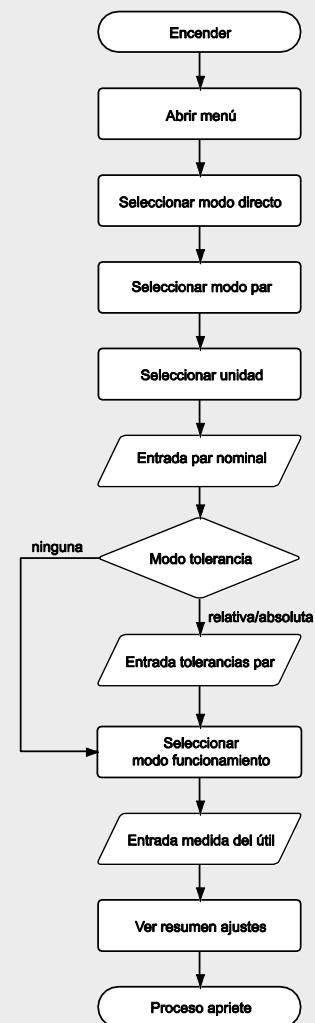 Encender
Abrir menú
Seleccionar modo directo
Seleccionar modo par
Seleccionar unidad
Entrada par nominal
ninguna
Modo tolerancia
relativa/absoluta
Entrada tolerancias par
Seleccionar
modo funcionamiento
Entrada medida del útil
Ver resumen ajustes
Proceso apriete